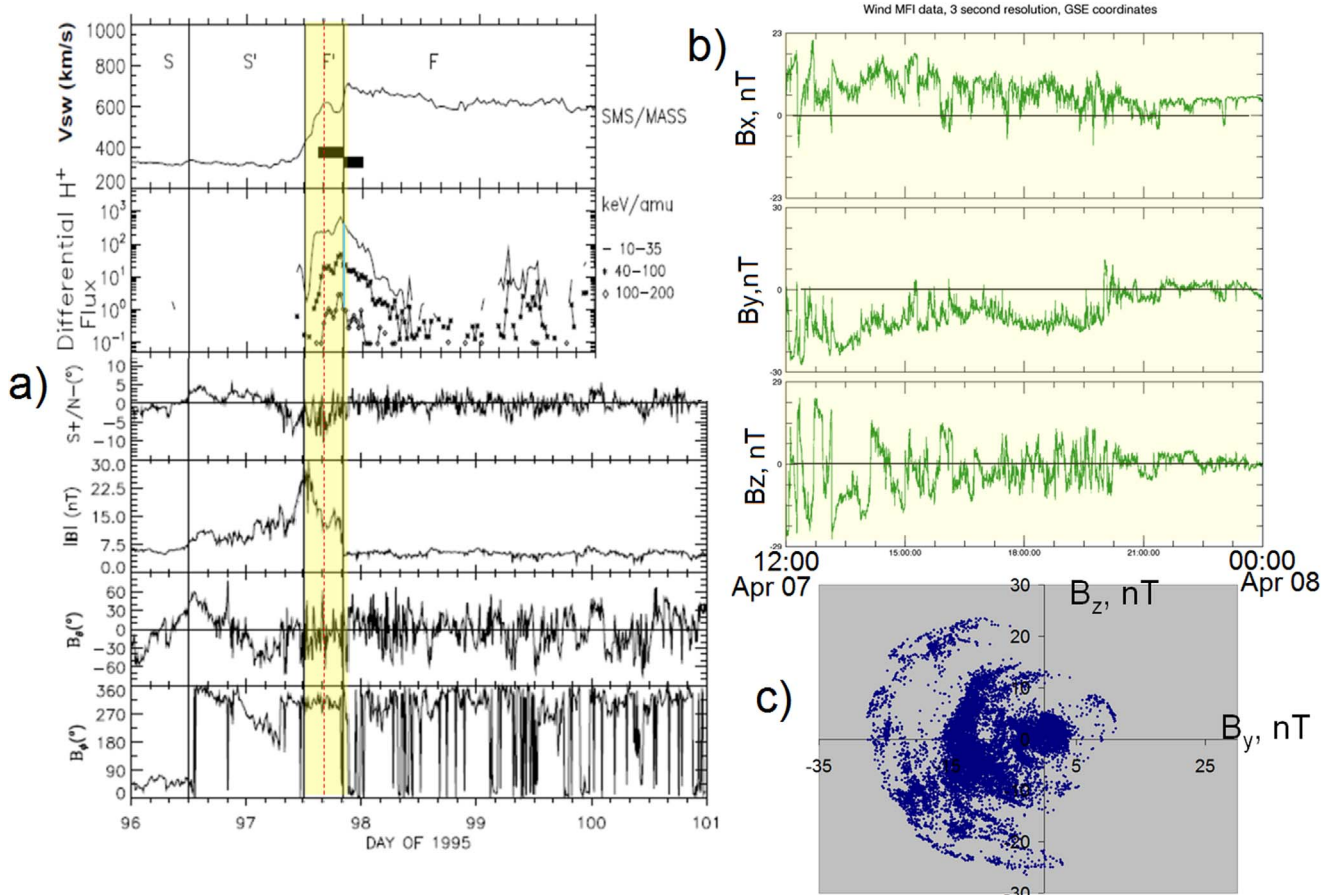 a)
1000
800
600
400
200
Vsw (km/s)
S
S'
F'
F
SMS/MASS
Differential H+
Flux
10³
10²
10¹
10⁰
10⁻¹
keV/amu
– 10–35
40–100
◇ 100–200
S+/N−(°)
10
5
0
−5
−10
|B| (nT)
30.0
22.5
15.0
7.5
0.0
Bθ(°)
60
30
0
−30
−60
Bϕ(°)
360
270
180
90
0
96
97
98
99
100
101
DAY OF 1995
b)
Wind MFI data, 3 second resolution, GSE coordinates
Bx, nT
23
0
-23
By,nT
30
0
-30
Bz, nT
29
0
-29
12:00
15:00:00
18:00:00
21:00:00
00:00
Apr 07
Apr 08
c)
Bz, nT
By, nT
30
20
10
0
-10
-20
-30
-35
-15
5
25